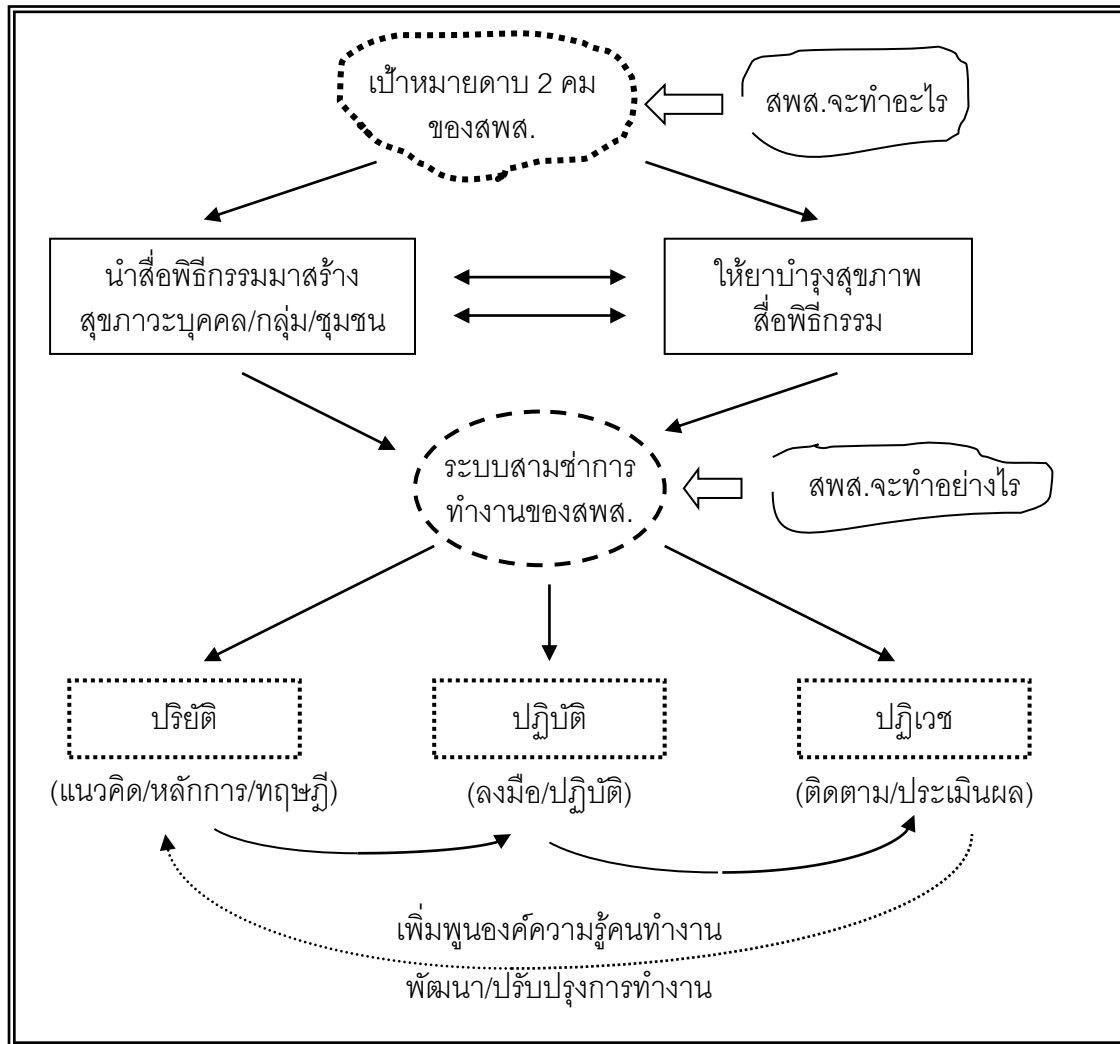 เป้าหมายดาบ 2 คม
ของสพส.
สพส.จะทำอะไร
นำสื่อพิธีกรรมมาสร้าง
สุขภาวะบุคคล/กลุ่ม/ชุมชน
ให้ยาบำรุงสุขภาพ
สื่อพิธีกรรม
ระบบสามช่าการ
ทำงานของสพส.
สพส.จะทำอย่างไร
ปริยัติ
ปฏิบัติ
ปฏิเวช
(แนวคิด/หลักการ/ทฤษฎี)
(ลงมือ/ปฏิบัติ)
(ติดตาม/ประเมินผล)
เพิ่มพูนองค์ความรู้คนทำงาน
พัฒนา/ปรับปรุงการทำงาน